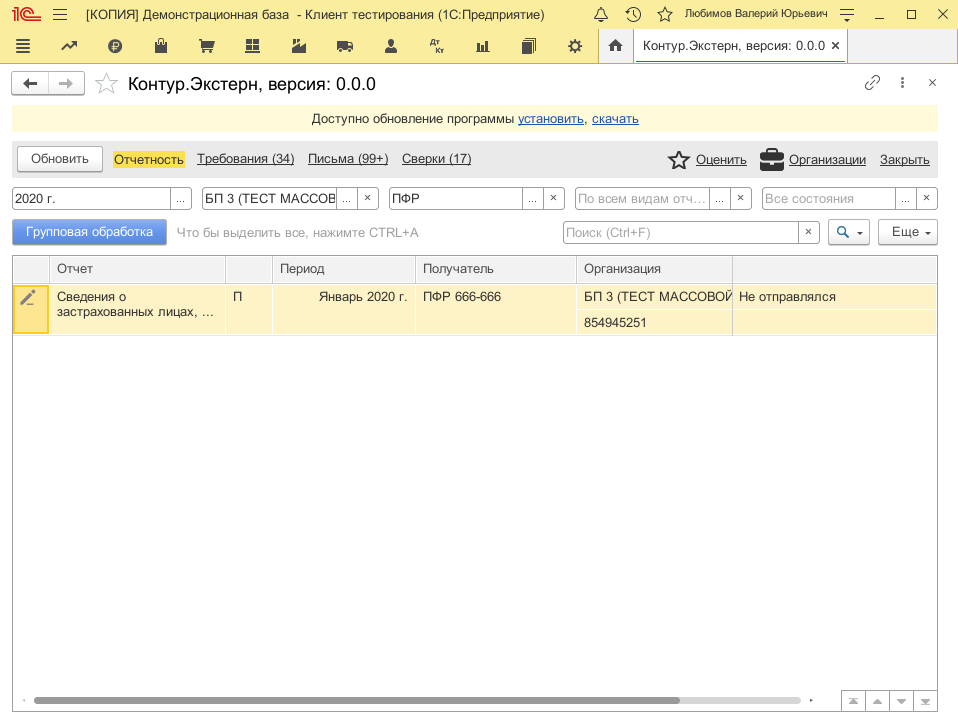 [КОПИЯ] Демонстрационная база - Клиент тестирования (1С:Предприятие)
Любимов Валерий Юрьевич
Контур.Экстерн, версия: 0.0.0
Контур.Экстерн, версия: 0.0.0
Доступно обновление программы установить, скачать
Обновить Отчетность Требования (34) Письма (99+) Сверки (17) Оценить Организации Закрыть
2020 г. ... БП 3 (ТЕСТ МАССОВ ... × ПФР ... × По всем видам отч... ... × Все состояния ... ×
Групповая обработка Что бы выделить все, нажмите CTRL+A Поиск (Ctrl+F) × Еще
Отчет Период Получатель Организация
Сведения о П Январь 2020 г. ПФР 666-666 БП 3 (ТЕСТ МАССОВОЙ Не отправлялся
застрахованных лицах, ...
854945251